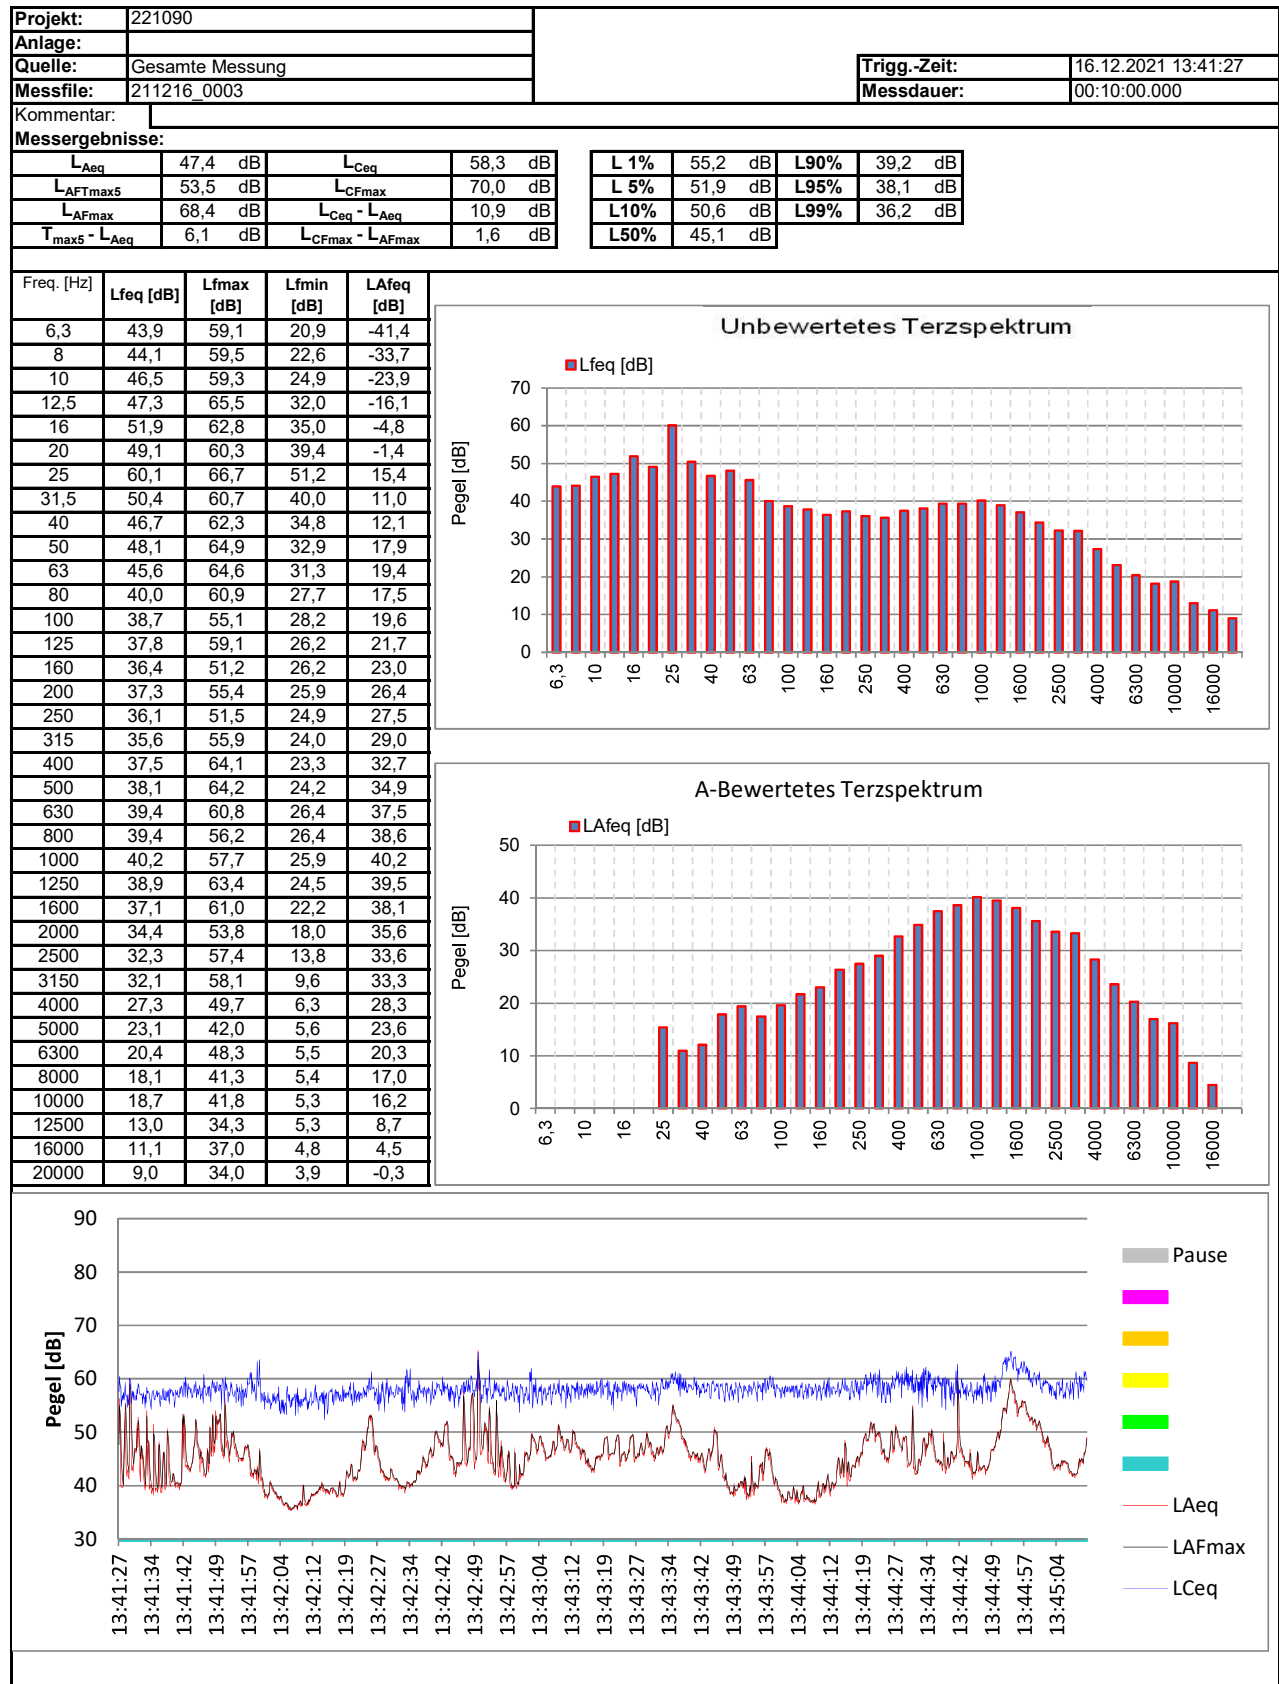 Projekt: 221090
Anlage:
Quelle: Gesamte Messung Trigg.-Zeit: 16.12.2021 13:41:27
Messfile: 211216_0003 Messdauer: 00:10:00.000
Kommentar:
Messergebnisse:
LAeq 47,4 dB LCeq 58,3 dB L 1% 55,2 dB L90% 39,2 dB
LAFTmax5 53,5 dB LCFmax 70,0 dB L 5% 51,9 dB L95% 38,1 dB
LAFmax 68,4 dB LCeq - LAeq 10,9 dB L10% 50,6 dB L99% 36,2 dB
Tmax5 - LAeq 6,1 dB LCFmax - LAFmax 1,6 dB L50% 45,1 dB
Freq. [Hz] Lfeq [dB] Lfmax [dB] Lfmin [dB] LAfeq [dB]
6,3 43,9 59,1 20,9 -41,4
8 44,1 59,5 22,6 -33,7
10 46,5 59,3 24,9 -23,9
12,5 47,3 65,5 32,0 -16,1
16 51,9 62,8 35,0 -4,8
20 49,1 60,3 39,4 -1,4
25 60,1 66,7 51,2 15,4
31,5 50,4 60,7 40,0 11,0
40 46,7 62,3 34,8 12,1
50 48,1 64,9 32,9 17,9
63 45,6 64,6 31,3 19,4
80 40,0 60,9 27,7 17,5
100 38,7 55,1 28,2 19,6
125 37,8 59,1 26,2 21,7
160 36,4 51,2 26,2 23,0
200 37,3 55,4 25,9 26,4
250 36,1 51,5 24,9 27,5
315 35,6 55,9 24,0 29,0
400 37,5 64,1 23,3 32,7
500 38,1 64,2 24,2 34,9
630 39,4 60,8 26,4 37,5
800 39,4 56,2 26,4 38,6
1000 40,2 57,7 25,9 40,2
1250 38,9 63,4 24,5 39,5
1600 37,1 61,0 22,2 38,1
2000 34,4 53,8 18,0 35,6
2500 32,3 57,4 13,8 33,6
3150 32,1 58,1 9,6 33,3
4000 27,3 49,7 6,3 28,3
5000 23,1 42,0 5,6 23,6
6300 20,4 48,3 5,5 20,3
8000 18,1 41,3 5,4 17,0
10000 18,7 41,8 5,3 16,2
12500 13,0 34,3 5,3 8,7
16000 11,1 37,0 4,8 4,5
20000 9,0 34,0 3,9 -0,3
Unbewertetes Terzspektrum
Lfeq [dB]
Pegel [dB]
70
60
50
40
30
20
10
0
6,3 10 16 25 40 63 100 160 250 400 630 1000 1600 2500 4000 6300 10000 16000
A-Bewertetes Terzspektrum
LAfeq [dB]
Pegel [dB]
50
40
30
20
10
0
6,3 10 16 25 40 63 100 160 250 400 630 1000 1600 2500 4000 6300 10000 16000
Pegel [dB]
90
80
70
60
50
40
30
13:41:27 13:41:34 13:41:42 13:41:49 13:41:57 13:42:04 13:42:12 13:42:19 13:42:27 13:42:34 13:42:42 13:42:49 13:42:57 13:43:04 13:43:12 13:43:19 13:43:27 13:43:34 13:43:42 13:43:49 13:43:57 13:44:04 13:44:12 13:44:19 13:44:27 13:44:34 13:44:42 13:44:49 13:44:57 13:45:04
Pause
LAeq
LAFmax
LCeq